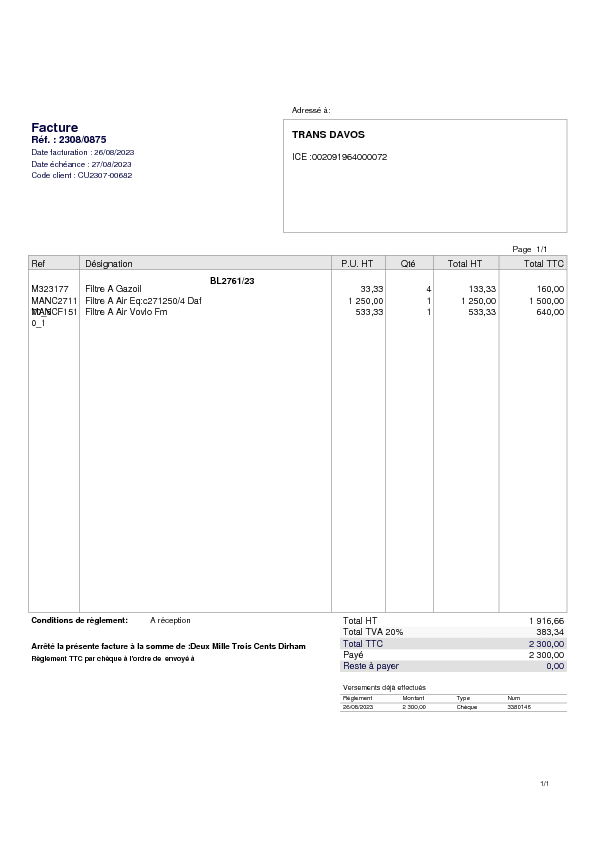 Adressé à:
Facture
Réf. : 2308/0875
Date facturation : 26/08/2023
Date échéance : 27/08/2023
Code client : CU2307-00682
TRANS DAVOS
ICE :002091964000072
Page 1/1
Ref Désignation P.U. HT Qté Total HT Total TTC
BL2761/23
M323177 Filtre A Gazoil 33,33 4 133,33 160,00
MANC2711 Filtre A Air Eq:c271250/4 Daf 1 250,00 1 1 250,00 1 500,00
MANCF151 Filtre A Air Vovlo Fm 533,33 1 533,33 640,00
0_1
Conditions de règlement: A réception
Total HT 1 916,66
Total TVA 20% 383,34
Total TTC 2 300,00
Payé 2 300,00
Reste à payer 0,00
Arrêté la présente facture à la somme de :Deux Mille Trois Cents Dirham
Règlement TTC par chèque à l'ordre de envoyé à
Versements déjà effectués
Règlement Montant Type Num
26/08/2023 2 300,00 Chèque 3380145
1/1